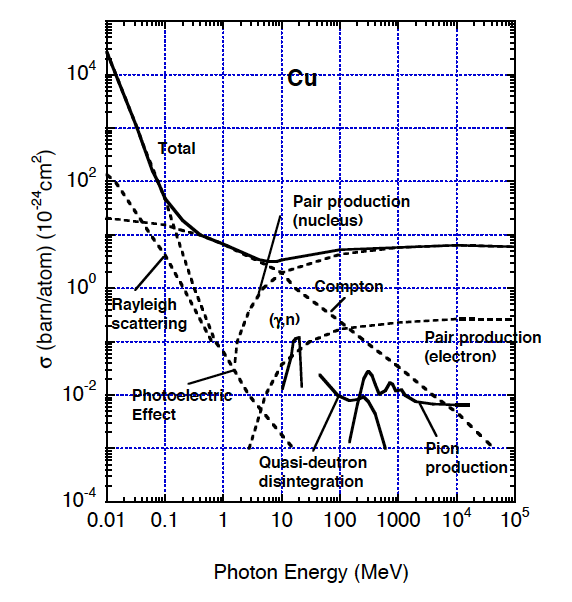 Cu
Total
Pair production
(nucleus)
Compton
Rayleigh
scattering
(γ,n)
Pair production
(electron)
Photoelectric
Effect
Quasi-deutron
disintegration
Pion
production
σ (barn/atom) (10⁻²⁴cm²)
10⁴
10²
10⁰
10⁻²
10⁻⁴
0.01 0.1 1 10 100 1000 10⁴ 10⁵
Photon Energy (MeV)